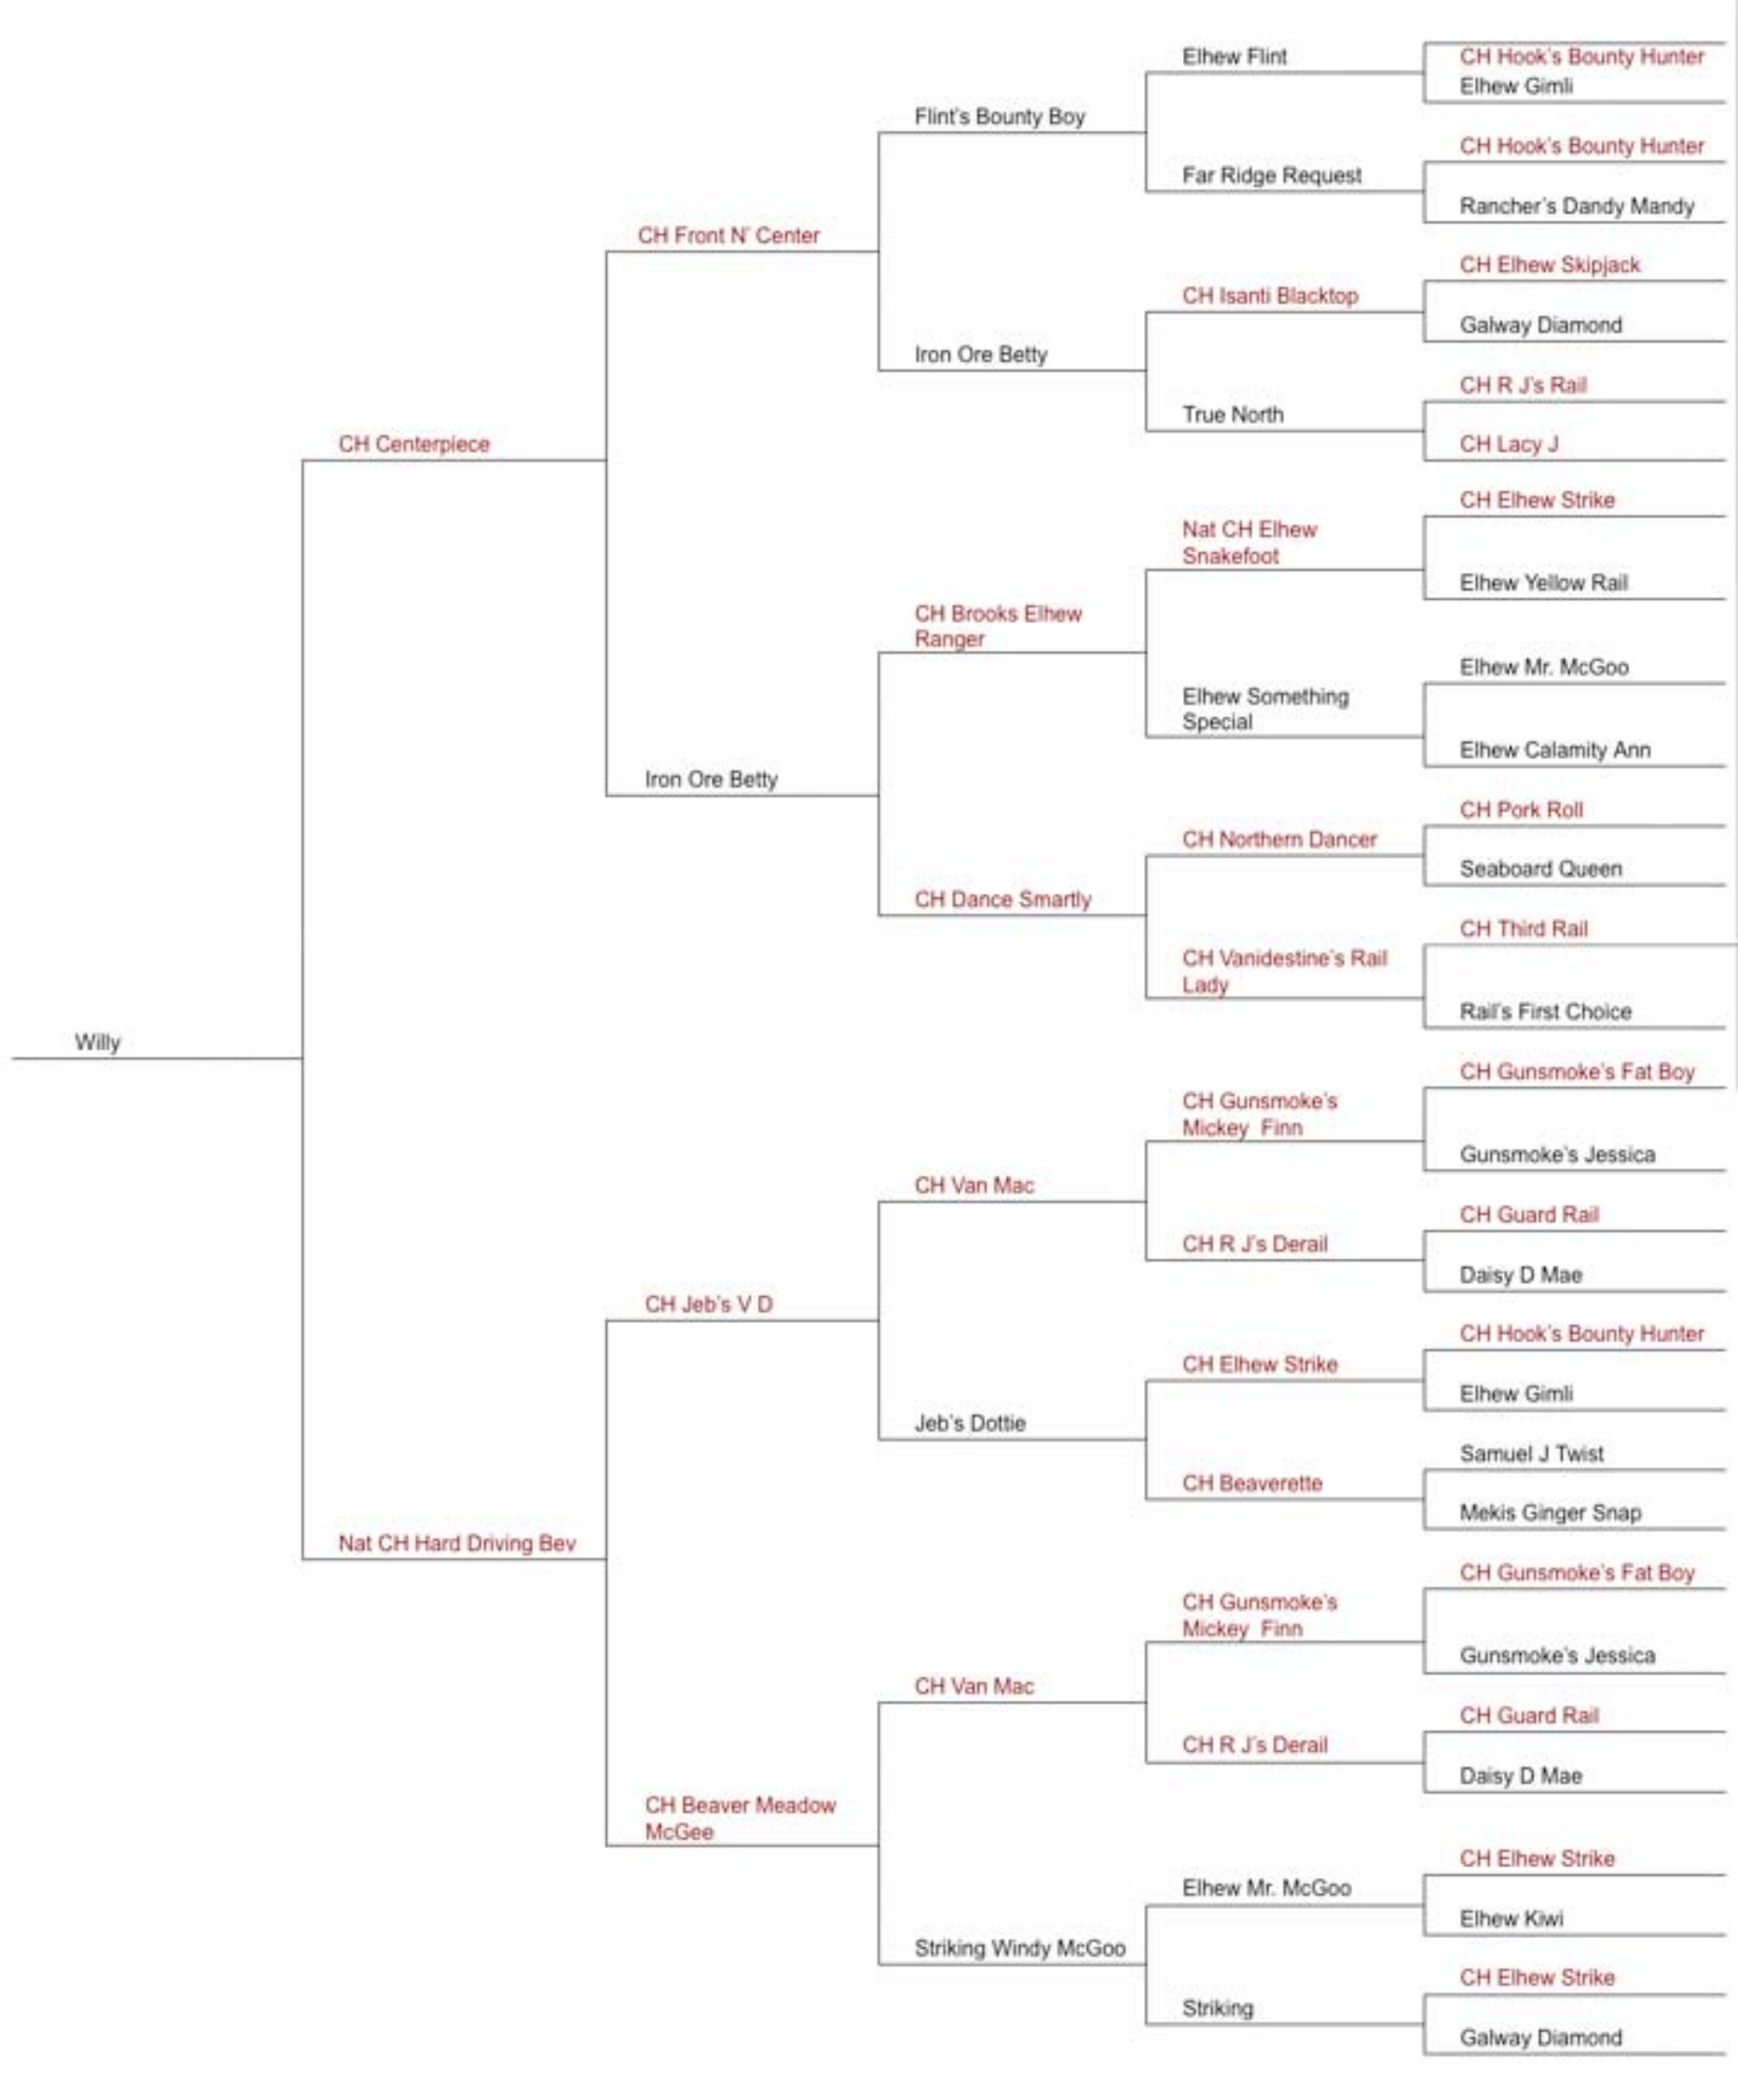 Elhew Flint
CH Hook's Bounty Hunter
Elhew Gimli
Flint's Bounty Boy
CH Hook's Bounty Hunter
Far Ridge Request
Rancher's Dandy Mandy
CH Front N' Center
CH Elhew Skipjack
CH Isanti Blacktop
Galway Diamond
Iron Ore Betty
CH R J's Rail
True North
CH Lacy J
CH Centerpiece
CH Elhew Strike
Nat CH Elhew
Snakefoot
Elhew Yellow Rail
CH Brooks Elhew
Ranger
Elhew Mr. McGoo
Elhew Something
Special
Elhew Calamity Ann
Iron Ore Betty
CH Pork Roll
CH Northern Dancer
Seaboard Queen
CH Dance Smartly
CH Third Rail
CH Vanidestine's Rail
Lady
Rail's First Choice
Willy
CH Gunsmoke's Fat Boy
CH Gunsmoke's
Mickey Finn
Gunsmoke's Jessica
CH Van Mac
CH Guard Rail
CH R J's Derail
Daisy D Mae
CH Jeb's V D
CH Hook's Bounty Hunter
CH Elhew Strike
Elhew Gimli
Jeb's Dottie
Samuel J Twist
CH Beaverette
Mekis Ginger Snap
Nat CH Hard Driving Bev
CH Gunsmoke's Fat Boy
CH Gunsmoke's
Mickey Finn
Gunsmoke's Jessica
CH Van Mac
CH Guard Rail
CH R J's Derail
Daisy D Mae
CH Beaver Meadow
McGee
CH Elhew Strike
Elhew Mr. McGoo
Elhew Kiwi
Striking Windy McGoo
CH Elhew Strike
Striking
Galway Diamond